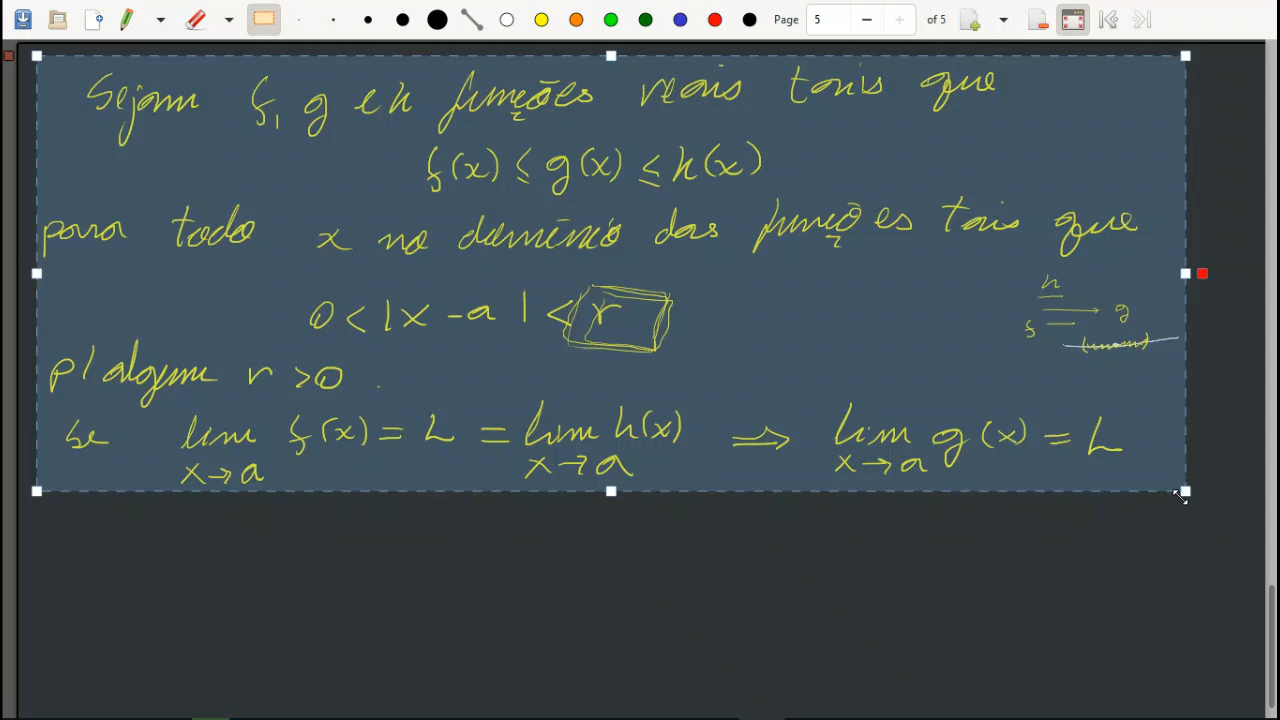 Page 5 of 5
Sejam f, g e h funções reais tais que
f(x) ≤ g(x) ≤ h(x)
para todo x no domínio das funções tais que
0 < |x - a| < r
h
g
f
p/ algum r > 0.
se lim x→a f(x) = L = lim x→a h(x) ⟹ lim x→a g(x) = L